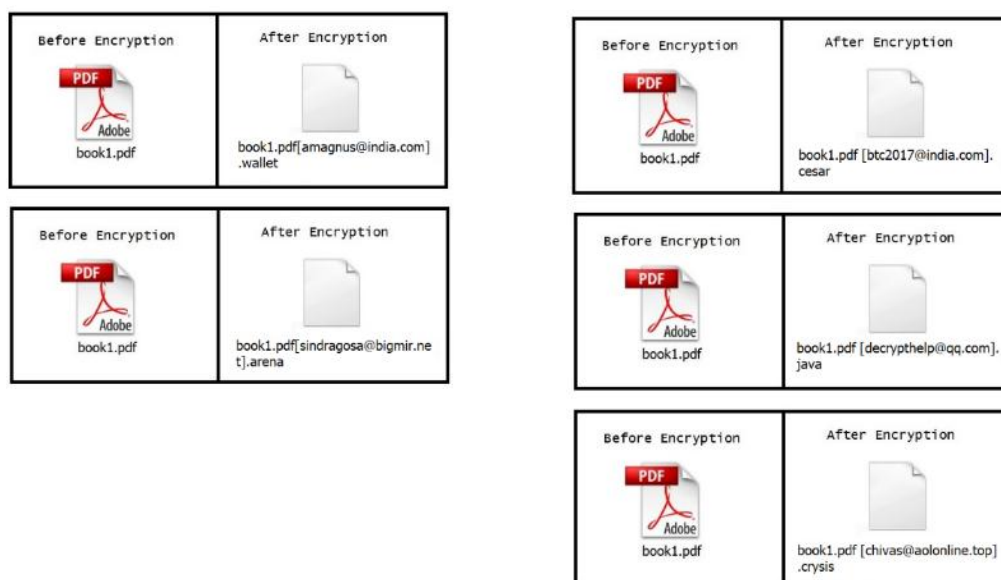 Before Encryption
After Encryption
PDF
Adobe
book1.pdf
book1.pdf[amagnus@india.com]
.wallet
Before Encryption
After Encryption
PDF
Adobe
book1.pdf
book1.pdf[sindragosa@bigmir.ne
t].arena
Before Encryption
After Encryption
PDF
Adobe
book1.pdf
book1.pdf [btc2017@india.com].
cesar
Before Encryption
After Encryption
PDF
Adobe
book1.pdf
book1.pdf [decrypthelp@qq.com].
java
Before Encryption
After Encryption
PDF
Adobe
book1.pdf
book1.pdf [chivas@aolonline.top]
.crysis